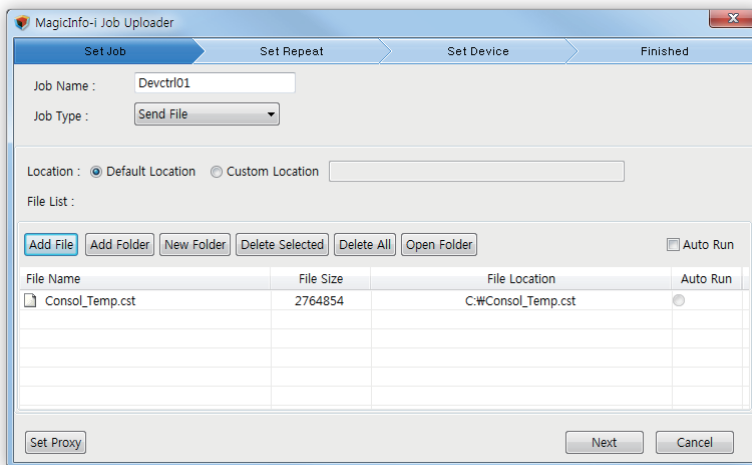 MagicInfo-i Job Uploader
Set Job Set Repeat Set Device Finished
Job Name : Devctrl01
Job Type : Send File
Location : Default Location Custom Location
File List :
Add File Add Folder New Folder Delete Selected Delete All Open Folder Auto Run
File Name File Size File Location Auto Run
Consol_Temp.cst 2764854 C:₩Consol_Temp.cst
Set Proxy Next Cancel